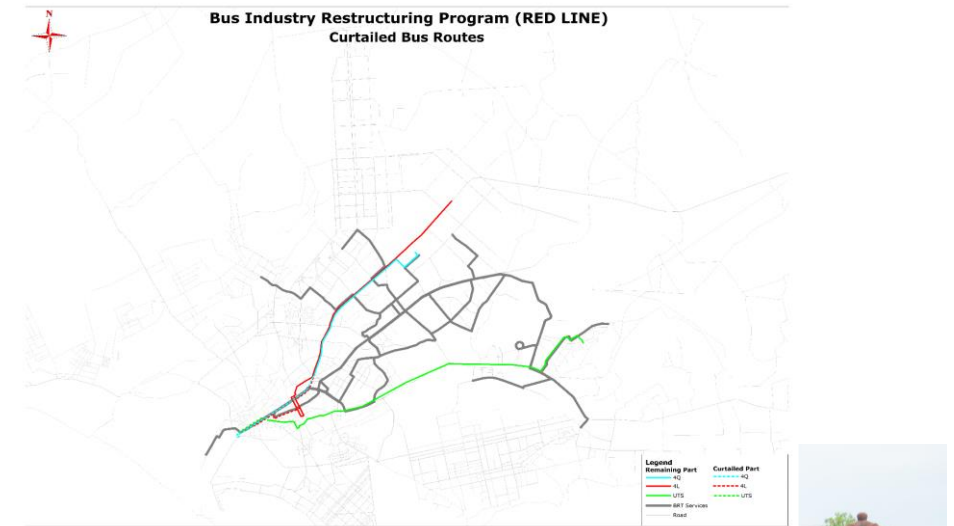 N
Bus Industry Restructuring Program (RED LINE)
Curtailed Bus Routes
Legend
Remaining Part
4Q
4L
UTS
BRT Services
Road
Curtailed Part
4Q
4L
UTS